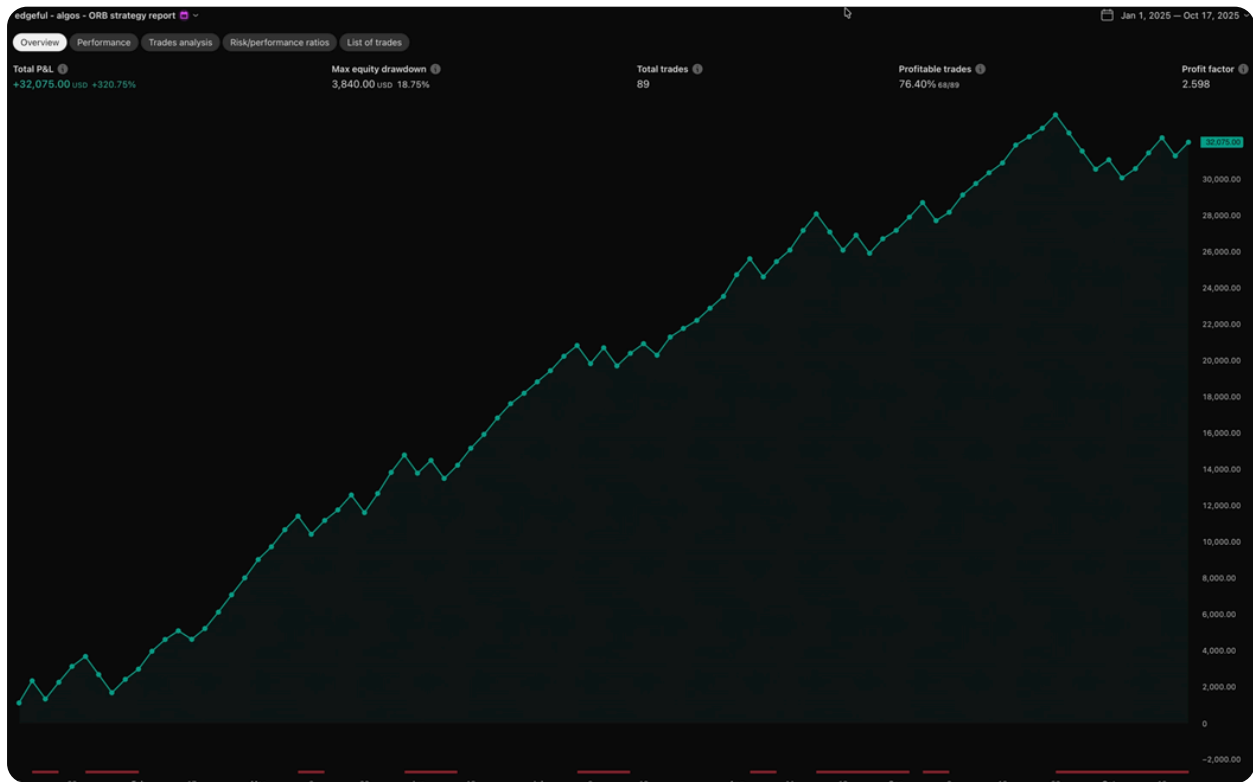 edgeful - algos - ORB strategy report
Jan 1, 2025 — Oct 17, 2025
Overview
Performance
Trades analysis
Risk/performance ratios
List of trades
Total P&L
+32,075.00 USD +320.75%
Max equity drawdown
3,840.00 USD 18.75%
Total trades
89
Profitable trades
76.40% 68/89
Profit factor
2.598
32,075.00
30,000.00
28,000.00
26,000.00
24,000.00
22,000.00
20,000.00
18,000.00
16,000.00
14,000.00
12,000.00
10,000.00
8,000.00
6,000.00
4,000.00
2,000.00
0
−2,000.00